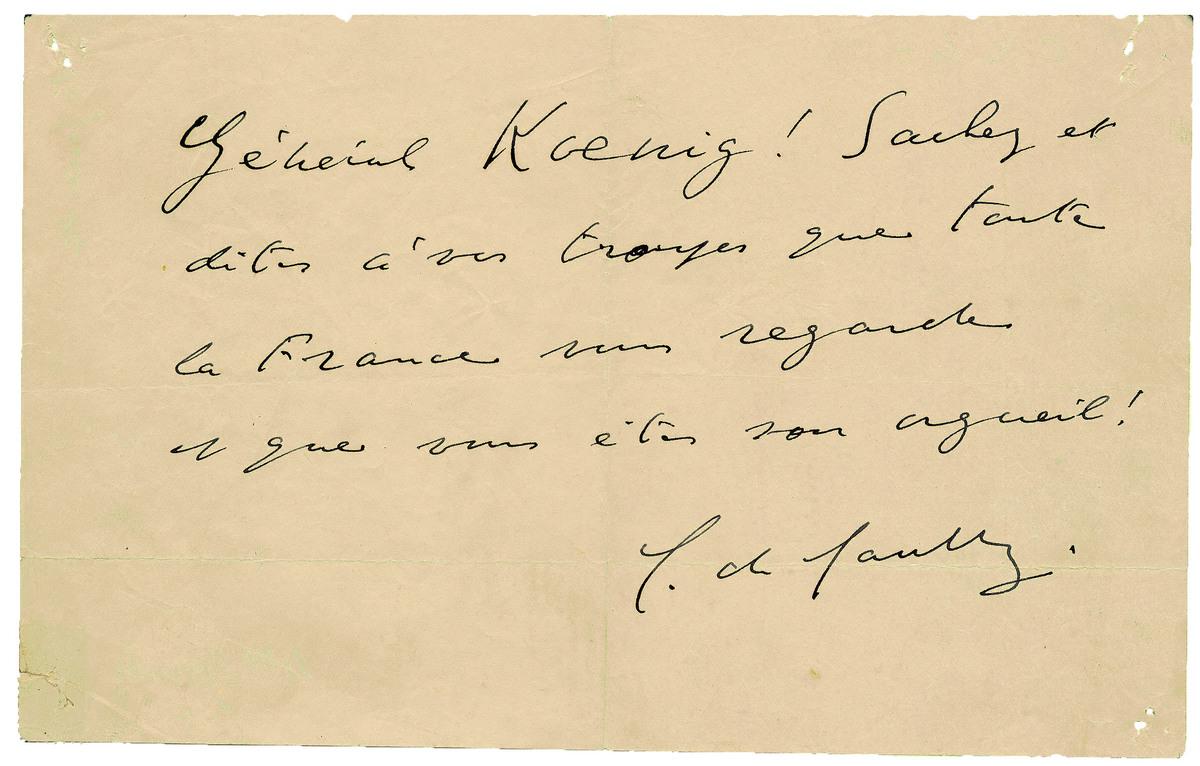 Général Koenig ! Sachez et
dites à vos troupes que toute
la France vous regarde
et que vous êtes son orgueil !
C. de Gaulle.